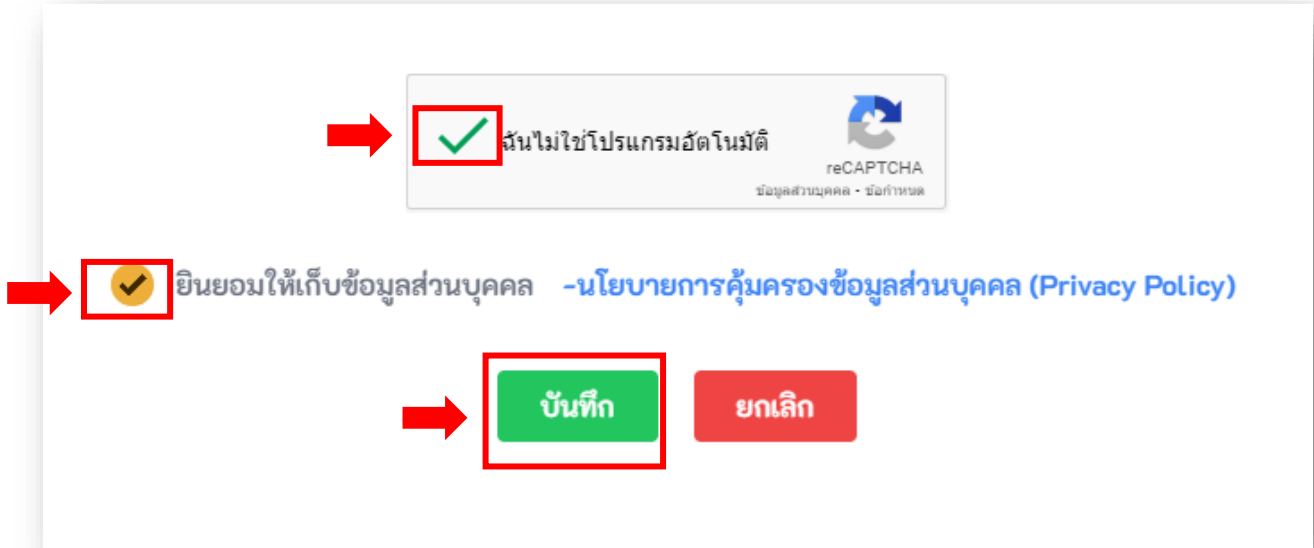 ฉันไม่ใช่โปรแกรมอัตโนมัติ
reCAPTCHA
ข้อมูลส่วนบุคคล - ข้อกำหนด
ยินยอมให้เก็บข้อมูลส่วนบุคคล -นโยบายการคุ้มครองข้อมูลส่วนบุคคล (Privacy Policy)
บันทึก ยกเลิก